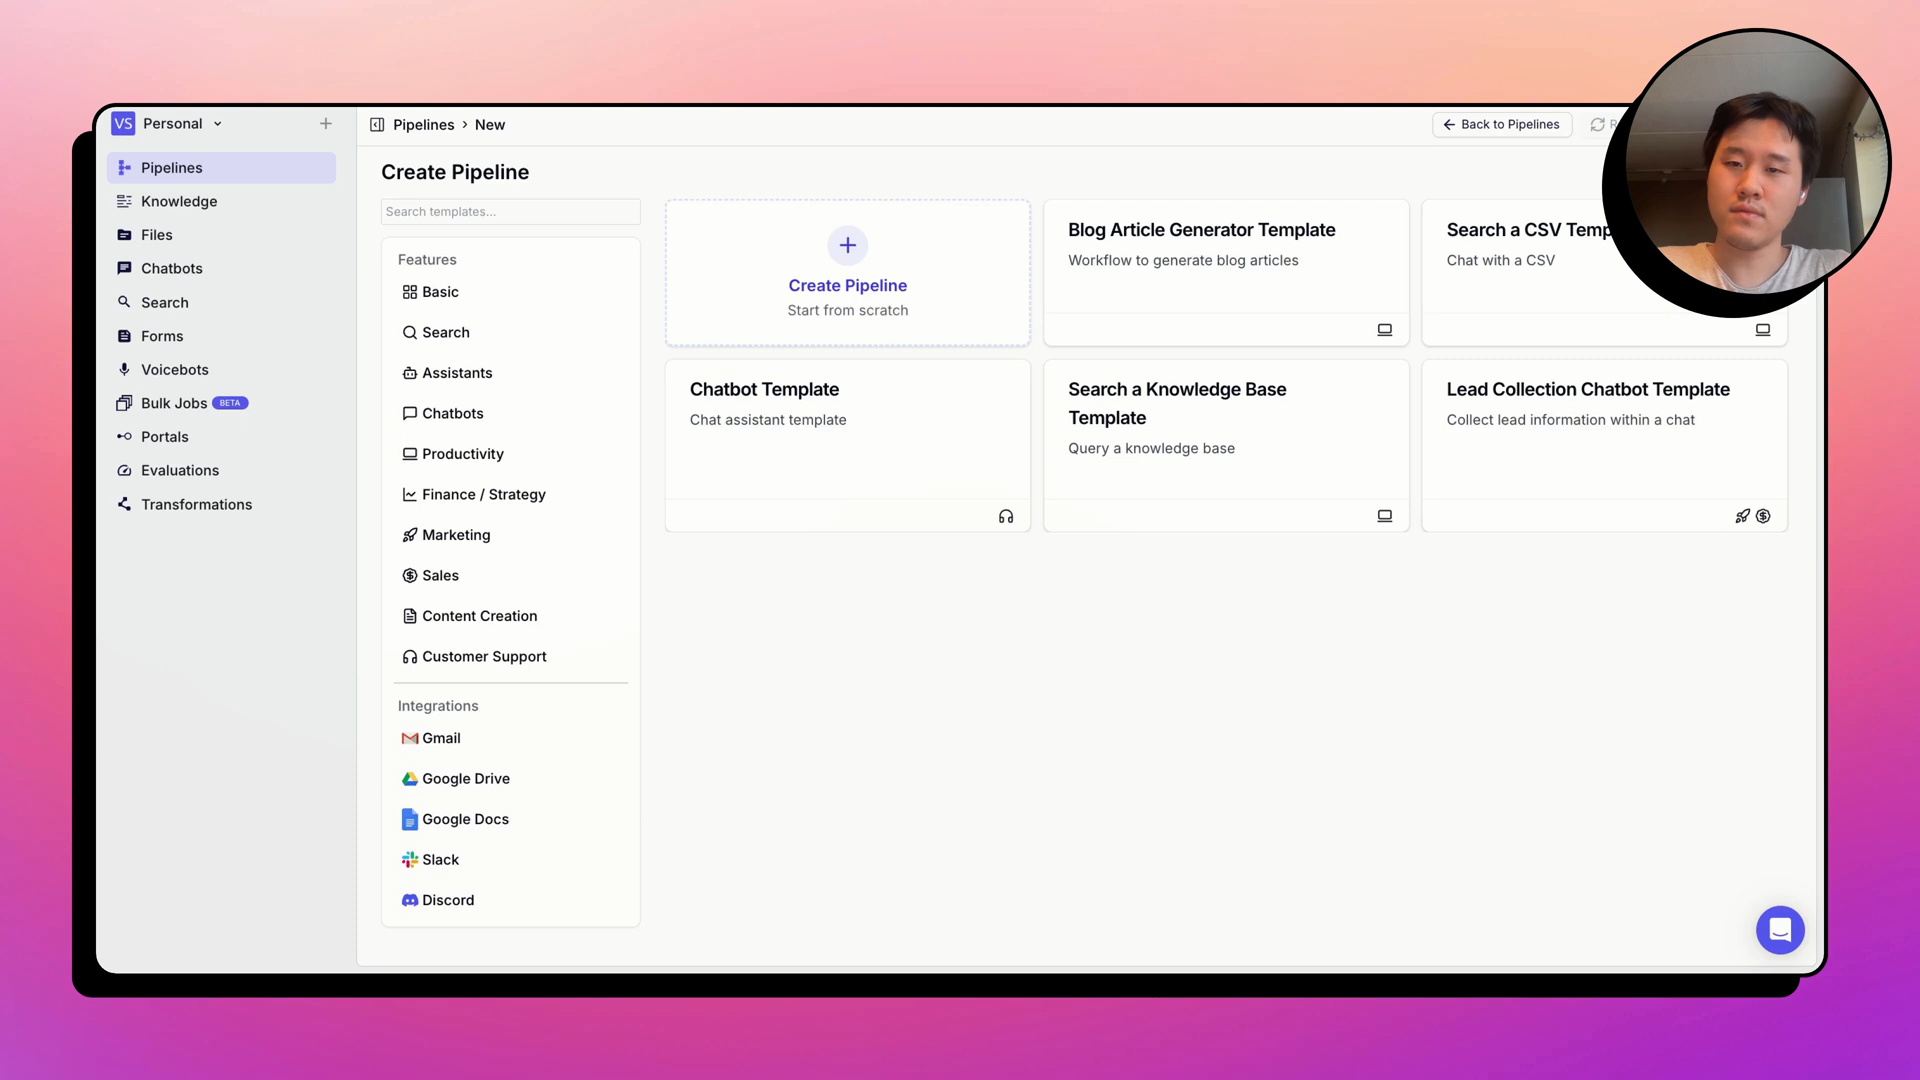 VS Personal
Pipelines
Knowledge
Files
Chatbots
Search
Forms
Voicebots
Bulk Jobs BETA
Portals
Evaluations
Transformations
Pipelines › New
Back to Pipelines
Create Pipeline
Search templates...
Features
Basic
Search
Assistants
Chatbots
Productivity
Finance / Strategy
Marketing
Sales
Content Creation
Customer Support
Integrations
Gmail
Google Drive
Google Docs
Slack
Discord
Create Pipeline
Start from scratch
Blog Article Generator Template
Workflow to generate blog articles
Search a CSV
Chat with a CSV
Chatbot Template
Chat assistant template
Search a Knowledge Base
Template
Query a knowledge base
Lead Collection Chatbot Template
Collect lead information within a chat